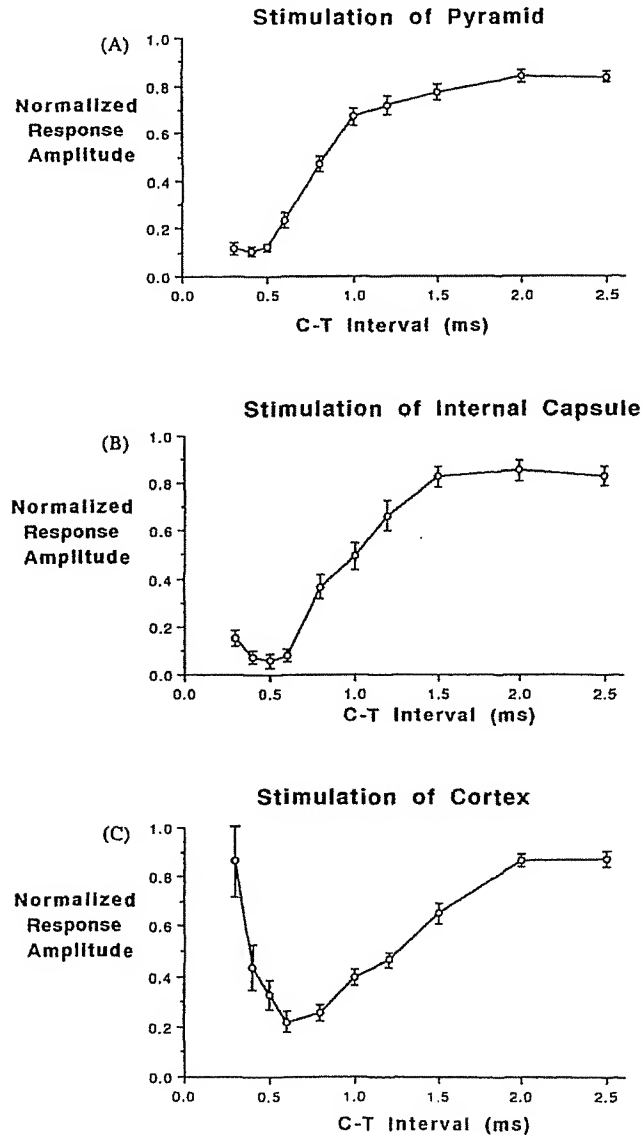 Stimulation of Pyramid
(A)
Normalized
Response
Amplitude
1.0
0.8
0.6
0.4
0.2
0.0
0.0 0.5 1.0 1.5 2.0 2.5
C-T Interval (ms)
Stimulation of Internal Capsule
(B)
Normalized
Response
Amplitude
1.0
0.8
0.6
0.4
0.2
0.0
0.0 0.5 1.0 1.5 2.0 2.5
C-T Interval (ms)
Stimulation of Cortex
(C)
Normalized
Response
Amplitude
1.0
0.8
0.6
0.4
0.2
0.0
0.0 0.5 1.0 1.5 2.0 2.5
C-T Interval (ms)